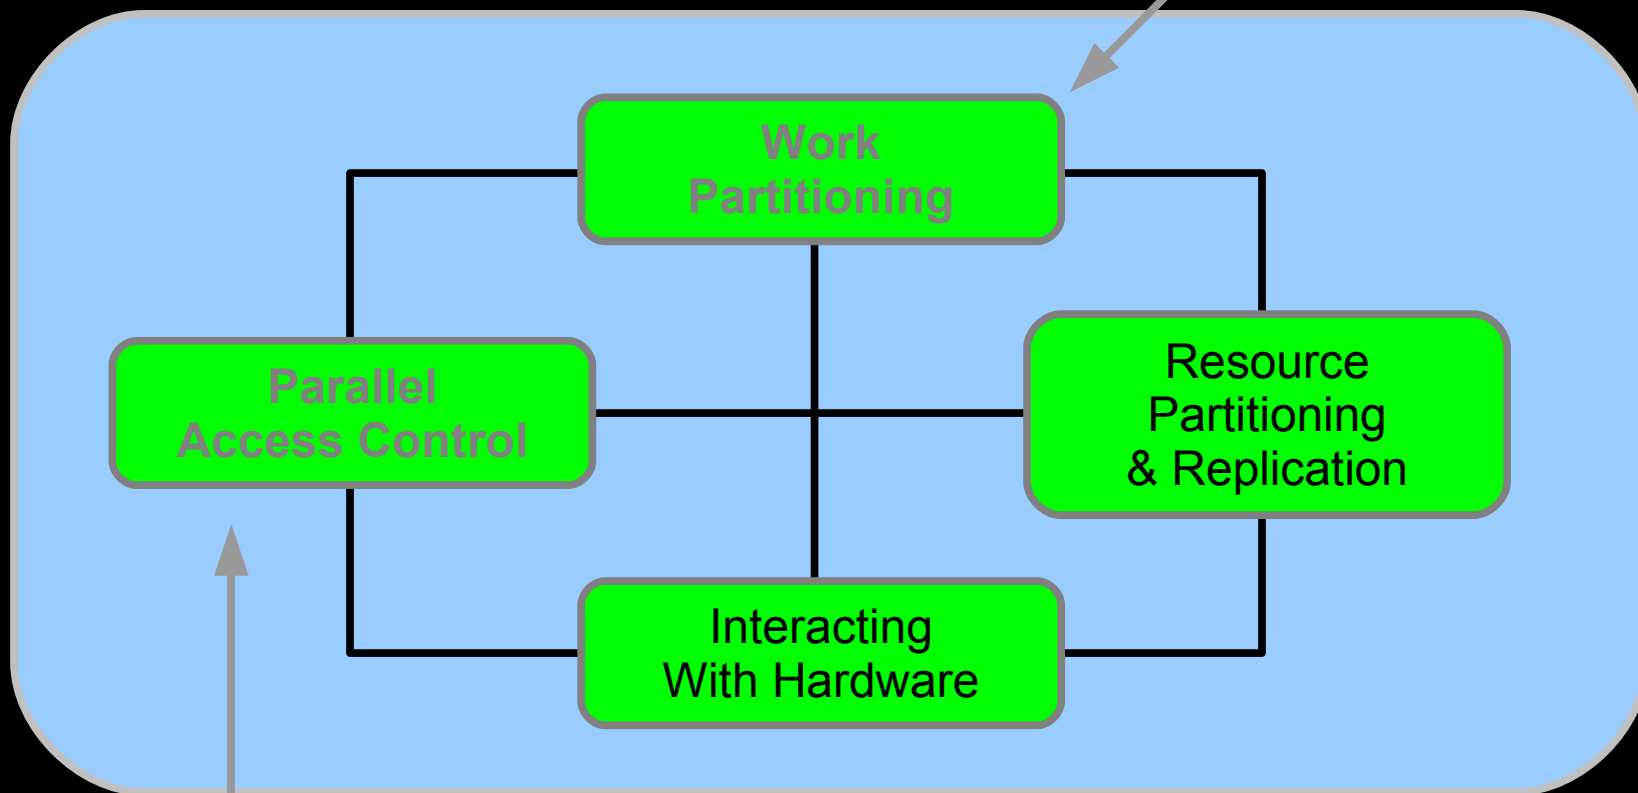 Work
Partitioning
Parallel
Access Control
Resource
Partitioning
& Replication
Interacting
With Hardware